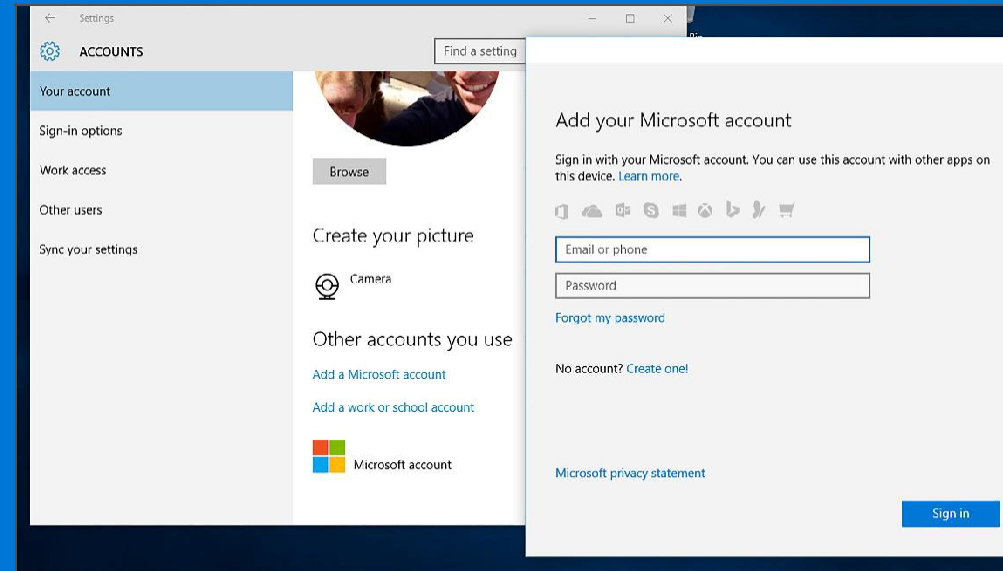 Settings
ACCOUNTS
Find a setting
Your account
Sign-in options
Work access
Other users
Sync your settings
Browse
Create your picture
Camera
Other accounts you use
Add a Microsoft account
Add a work or school account
Microsoft account
Add your Microsoft account
Sign in with your Microsoft account. You can use this account with other apps on
this device. Learn more.
Email or phone
Password
Forgot my password
No account? Create one!
Microsoft privacy statement
Sign in